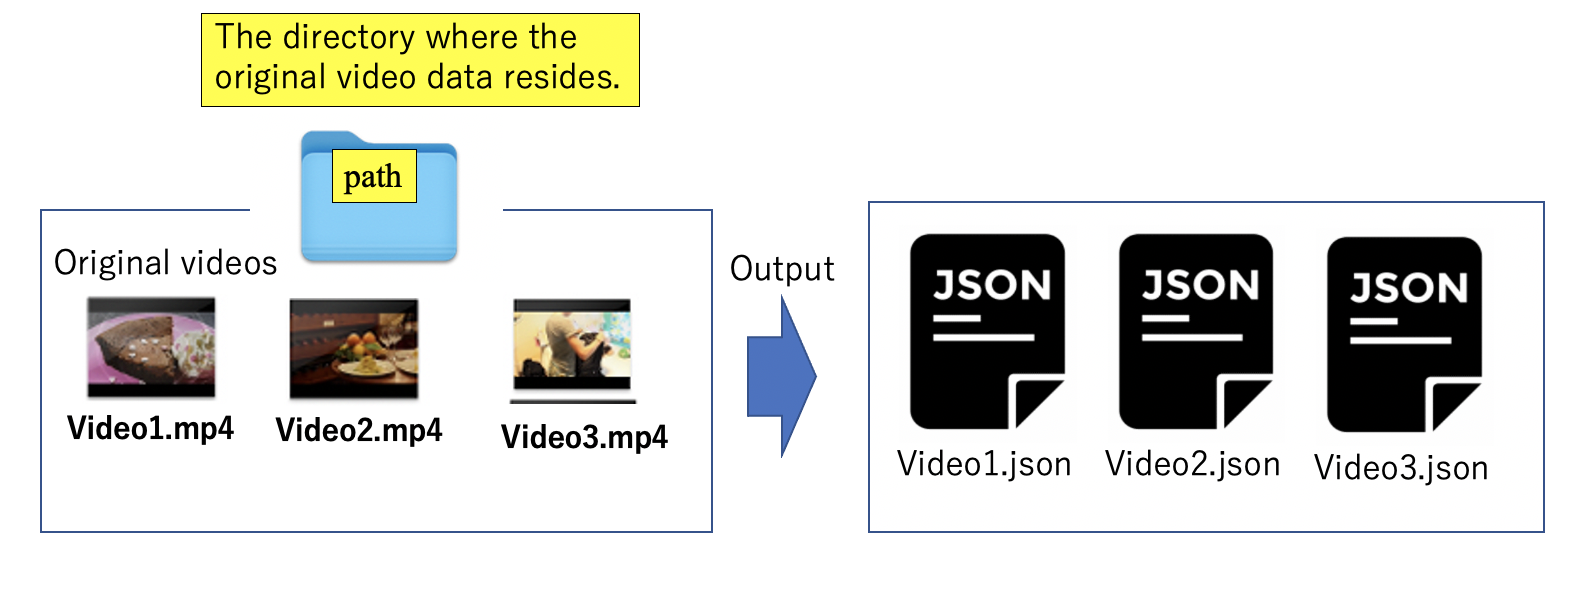 The directory where the
original video data resides.
path
Original videos
Video1.mp4
Video2.mp4
Video3.mp4
Output
JSON
JSON
JSON
Video1.json
Video2.json
Video3.json